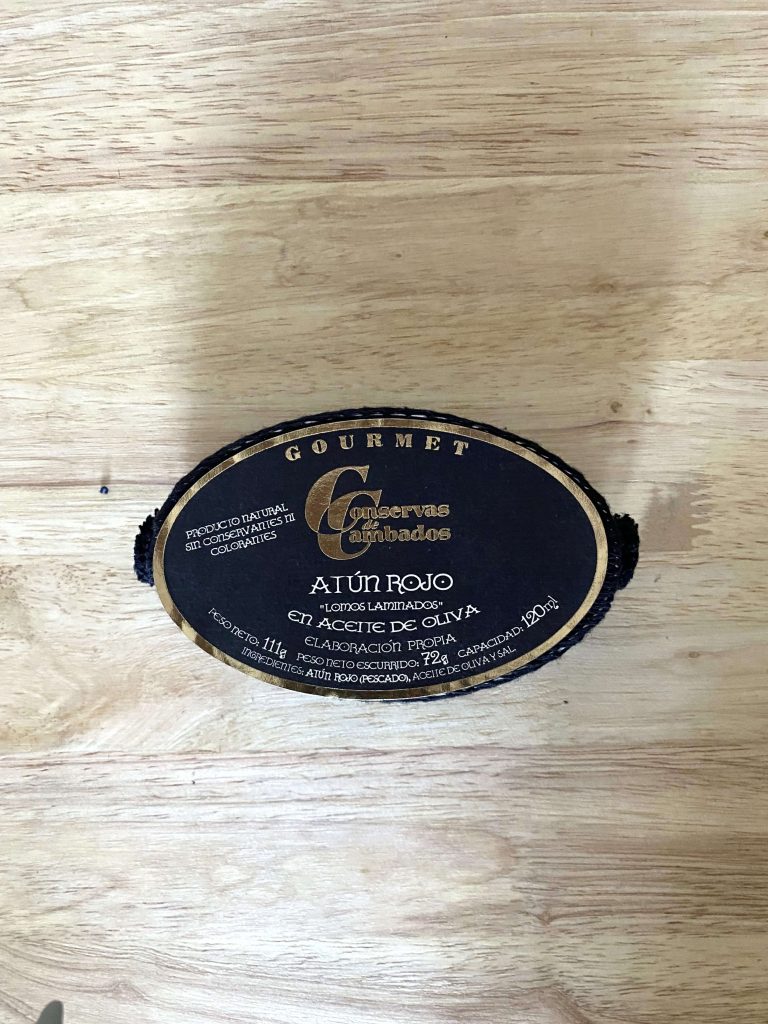 GOURMET
Conservas
de
Cambados
PRODUCTO NATURAL
SIN CONSERVANTES NI
COLORANTES
ATÚN ROJO
"LOMOS LAMINADOS"
EN ACEITE DE OLIVA
ELABORACIÓN PROPIA
PESO NETO: 111g PESO NETO ESCURRIDO: 72g CAPACIDAD: 120ml
INGREDIENTES: ATÚN ROJO (PESCADO), ACEITE DE OLIVA Y SAL